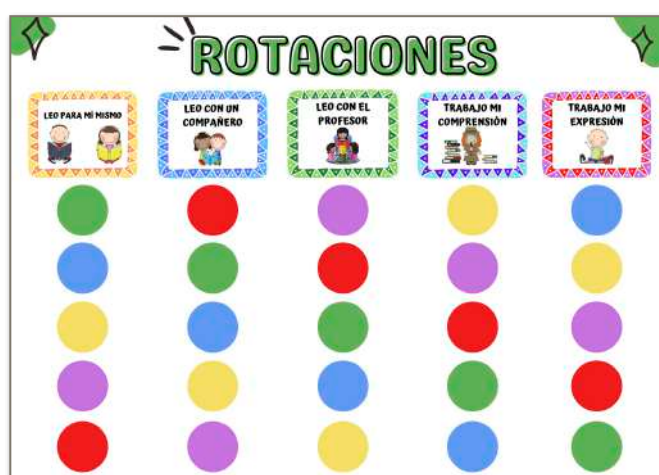 ROTACIONES
LEO PARA MÍ MISMO
LEO CON UN
COMPAÑERO
LEO CON EL
PROFESOR
TRABAJO MI
COMPRENSIÓN
TRABAJO MI
EXPRESIÓN